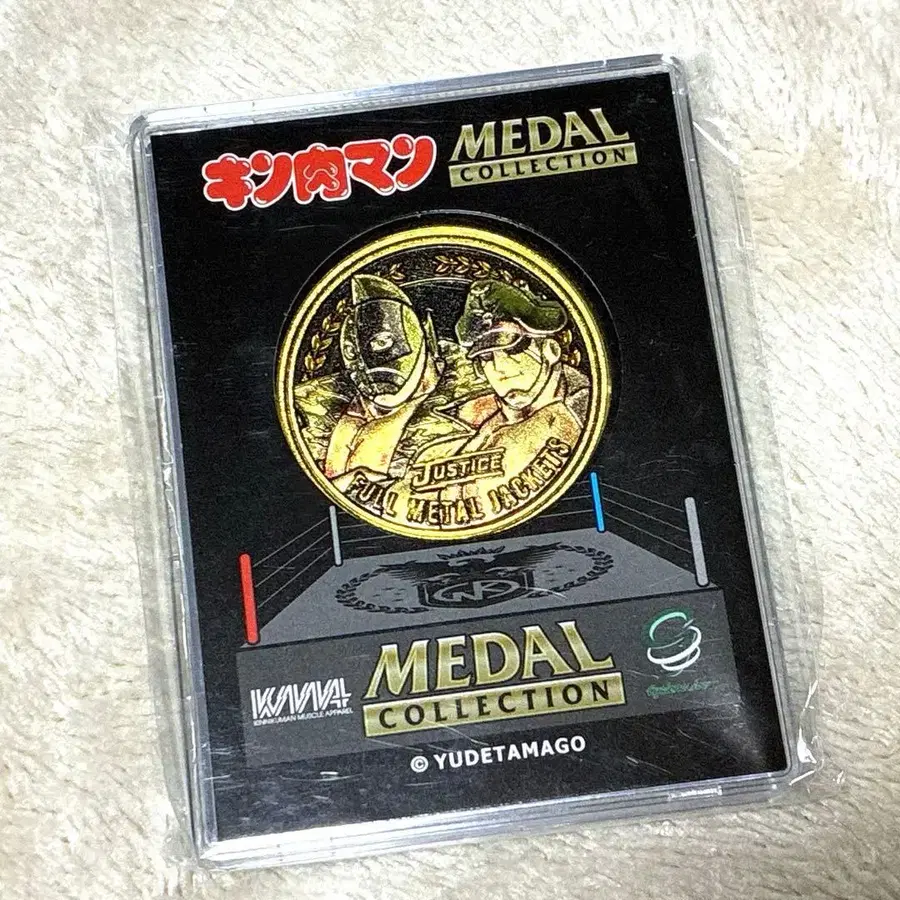 キン肉マン
MEDAL
COLLECTION
JUSTICE
FULL METAL JACKETS
MEDAL
COLLECTION
KINNIKUMAN MUSCLE APPAREL
© YUDETAMAGO